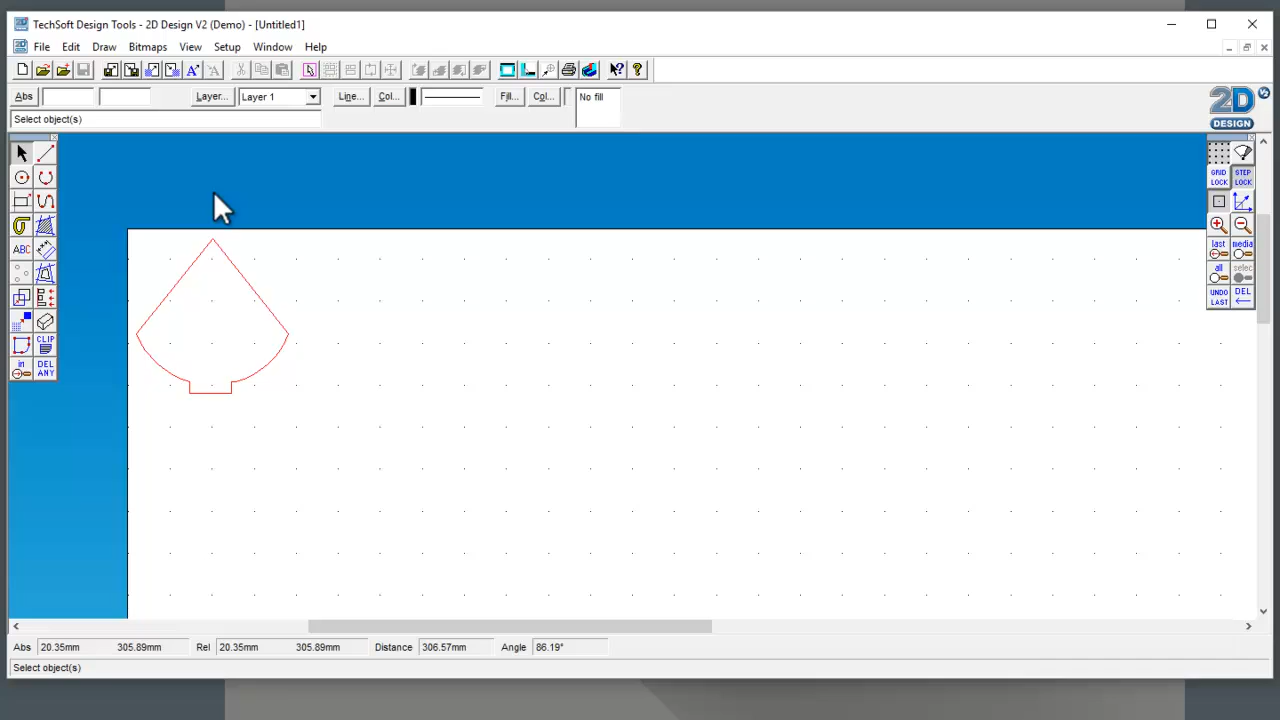 TechSoft Design Tools - 2D Design V2 (Demo) - [Untitled1]
File Edit Draw Bitmaps View Setup Window Help
Abs Layer... Layer 1 Line... Col... Fill... Col... No fill
2D V2
DESIGN
Select object(s)
GRID LOCK STEP LOCK
last media
all selec
UNDO LAST DEL
ABC
CLIP
in DEL ANY
Abs 20.35mm 305.89mm Rel 20.35mm 305.89mm Distance 306.57mm Angle 86.19°
Select object(s)